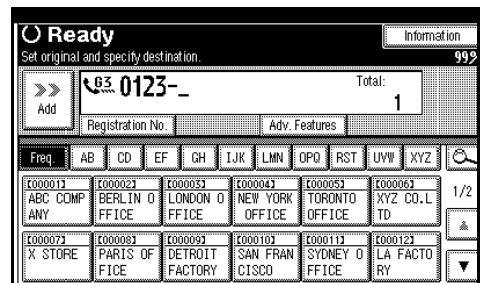 Ready
Information
Set original and specify destination.
99%
Add
G3 0123-_
Total:
1
Registration No.
Adv. Features
Freq. AB CD EF GH IJK LMN OPQ RST UVW XYZ
[00001] [00002] [00003] [00004] [00005] [00006]
ABC COMP BERLIN O LONDON O NEW YORK TORONTO XYZ CO.L
ANY FFICE FFICE OFFICE OFFICE TD
1/2
[00007] [00008] [00009] [00010] [00011] [00012]
X STORE PARIS OF DETROIT SAN FRAN SYDNEY O LA FACTO
FICE FACTORY CISCO FFICE RY